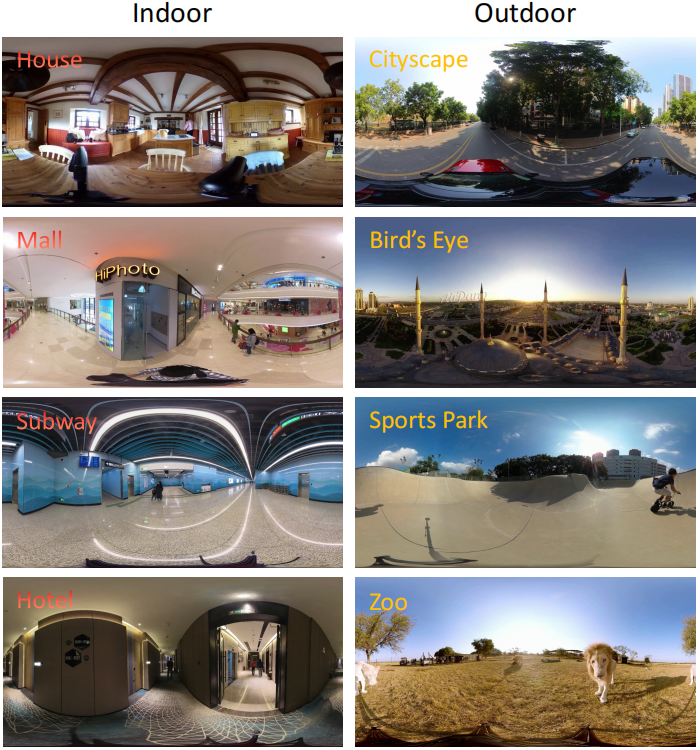 Indoor
Outdoor
House
Cityscape
Mall
HiPhoto
Bird's Eye
Subway
Sports Park
Hotel
Zoo